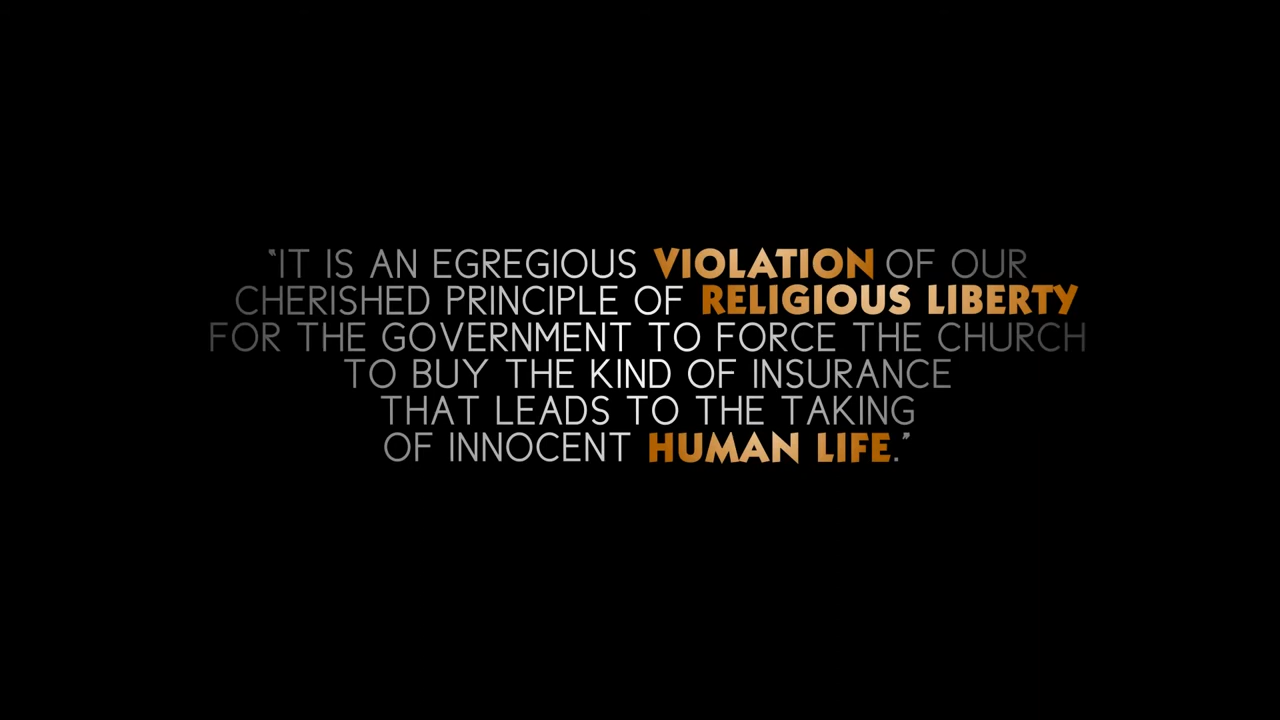 “IT IS AN EGREGIOUS VIOLATION OF OUR
CHERISHED PRINCIPLE OF RELIGIOUS LIBERTY
FOR THE GOVERNMENT TO FORCE THE CHURCH
TO BUY THE KIND OF INSURANCE
THAT LEADS TO THE TAKING
OF INNOCENT HUMAN LIFE.”